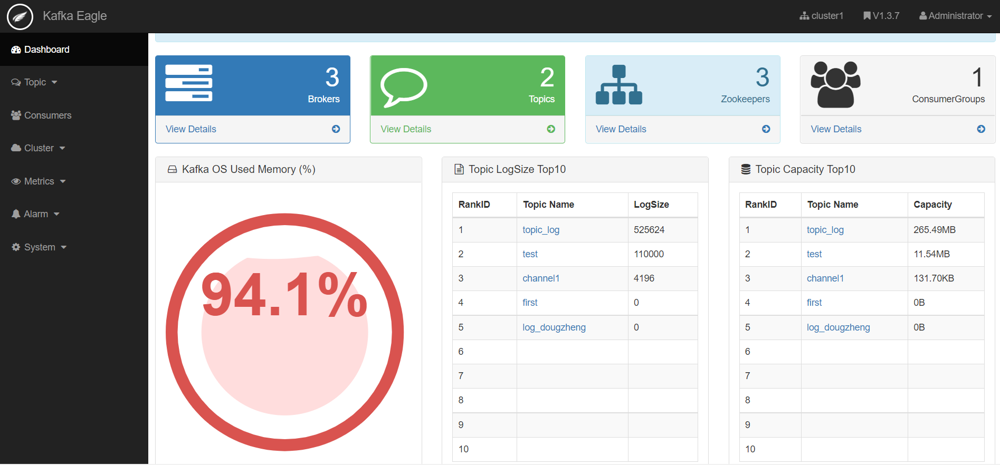 Kafka Eagle
cluster1 V1.3.7 Administrator
Dashboard
Topic
Consumers
Cluster
Metrics
Alarm
System
3
Brokers
View Details
2
Topics
View Details
3
Zookeepers
View Details
1
ConsumerGroups
View Details
Kafka OS Used Memory (%)
94.1%
Topic LogSize Top10
RankID Topic Name LogSize
1 topic_log 525624
2 test 110000
3 channel1 4196
4 first 0
5 log_dougzheng 0
6
7
8
9
10
Topic Capacity Top10
RankID Topic Name Capacity
1 topic_log 265.49MB
2 test 11.54MB
3 channel1 131.70KB
4 first 0B
5 log_dougzheng 0B
6
7
8
9
10